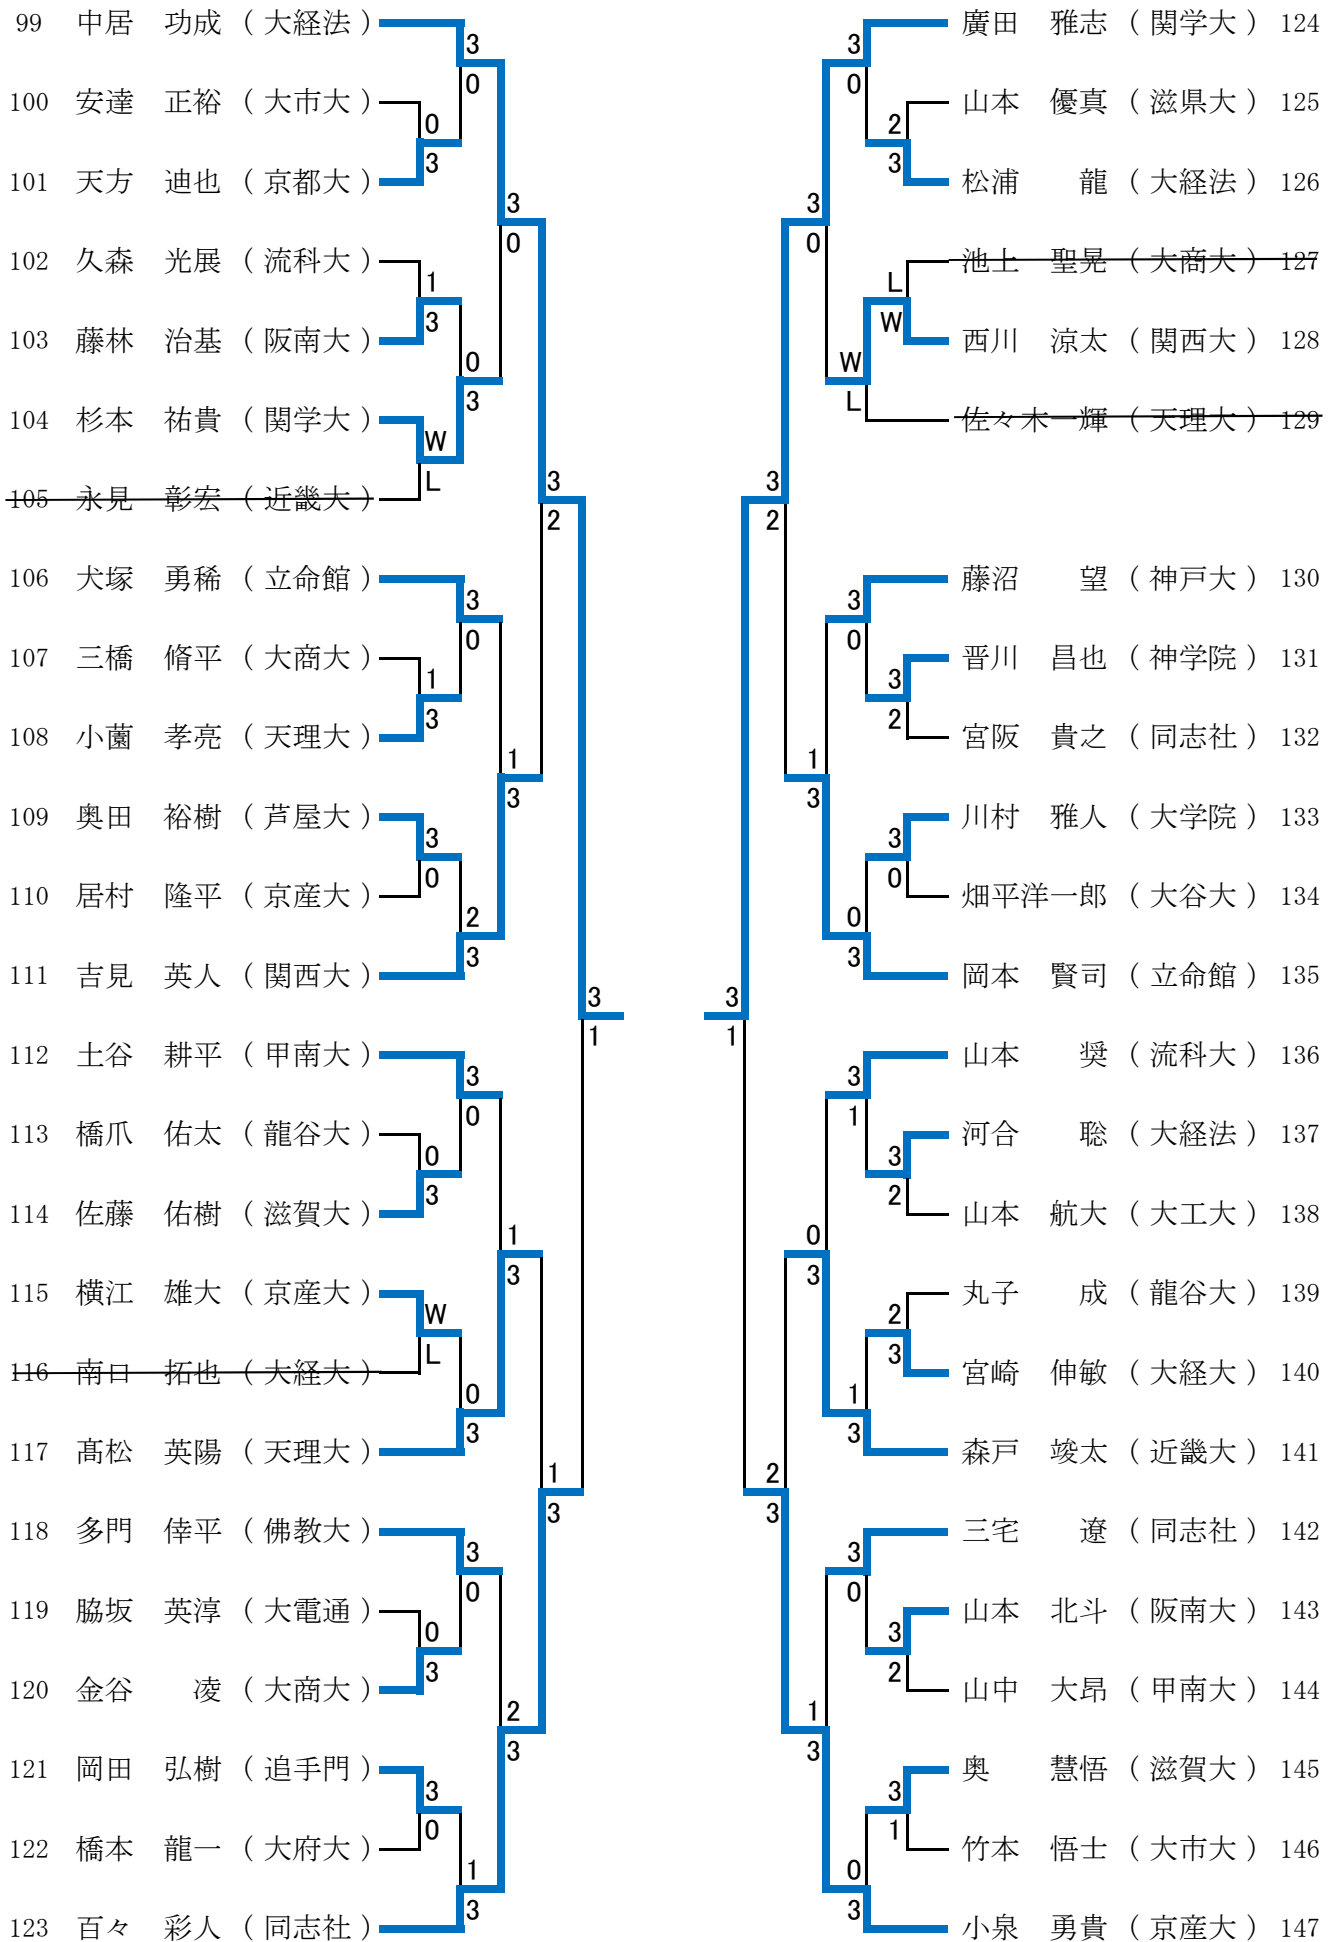 99 中居 功成 （ 大経法 ）
3
0
100 安達 正裕 （ 大市大 ）
0
3
101 天方 迪也 （ 京都大 ）
3
0
102 久森 光展 （ 流科大 ）
1
3
103 藤林 治基 （ 阪南大 ）
0
3
104 杉本 祐貴 （ 関学大 ）
W
L
105 永見 彰宏 （ 近畿大 ）
3
2
106 犬塚 勇稀 （ 立命館 ）
3
0
107 三橋 脩平 （ 大商大 ）
1
3
108 小薗 孝亮 （ 天理大 ）
1
3
109 奥田 裕樹 （ 芦屋大 ）
3
0
110 居村 隆平 （ 京産大 ）
2
3
111 吉見 英人 （ 関西大 ）
3
1
112 土谷 耕平 （ 甲南大 ）
3
0
113 橋爪 佑太 （ 龍谷大 ）
0
3
114 佐藤 佑樹 （ 滋賀大 ）
1
3
115 横江 雄大 （ 京産大 ）
W
L
116 南口 拓也 （ 大経大 ）
0
3
117 髙松 英陽 （ 天理大 ）
1
3
118 多門 倖平 （ 佛教大 ）
3
0
119 脇坂 英淳 （ 大電通 ）
0
3
120 金谷 凌 （ 大商大 ）
2
3
121 岡田 弘樹 （ 追手門 ）
3
0
122 橋本 龍一 （ 大府大 ）
1
3
123 百々 彩人 （ 同志社 ）
廣田 雅志 （ 関学大 ） 124
3
0
山本 優真 （ 滋県大 ） 125
2
3
松浦 龍 （ 大経法 ） 126
3
0
池上 聖晃 （ 大商大 ） 127
L
W
西川 涼太 （ 関西大 ） 128
W
L
佐々木一輝 （ 天理大 ） 129
3
2
藤沼 望 （ 神戸大 ） 130
3
0
晋川 昌也 （ 神学院 ） 131
3
2
宮阪 貴之 （ 同志社 ） 132
1
3
川村 雅人 （ 大学院 ） 133
3
0
畑平洋一郎 （ 大谷大 ） 134
0
3
岡本 賢司 （ 立命館 ） 135
3
1
山本 奨 （ 流科大 ） 136
3
1
河合 聡 （ 大経法 ） 137
3
2
山本 航大 （ 大工大 ） 138
0
3
丸子 成 （ 龍谷大 ） 139
2
3
宮崎 伸敏 （ 大経大 ） 140
1
3
森戸 竣太 （ 近畿大 ） 141
2
3
三宅 遼 （ 同志社 ） 142
3
0
山本 北斗 （ 阪南大 ） 143
3
2
山中 大昂 （ 甲南大 ） 144
1
3
奥 慧悟 （ 滋賀大 ） 145
3
1
竹本 悟士 （ 大市大 ） 146
0
3
小泉 勇貴 （ 京産大 ） 147